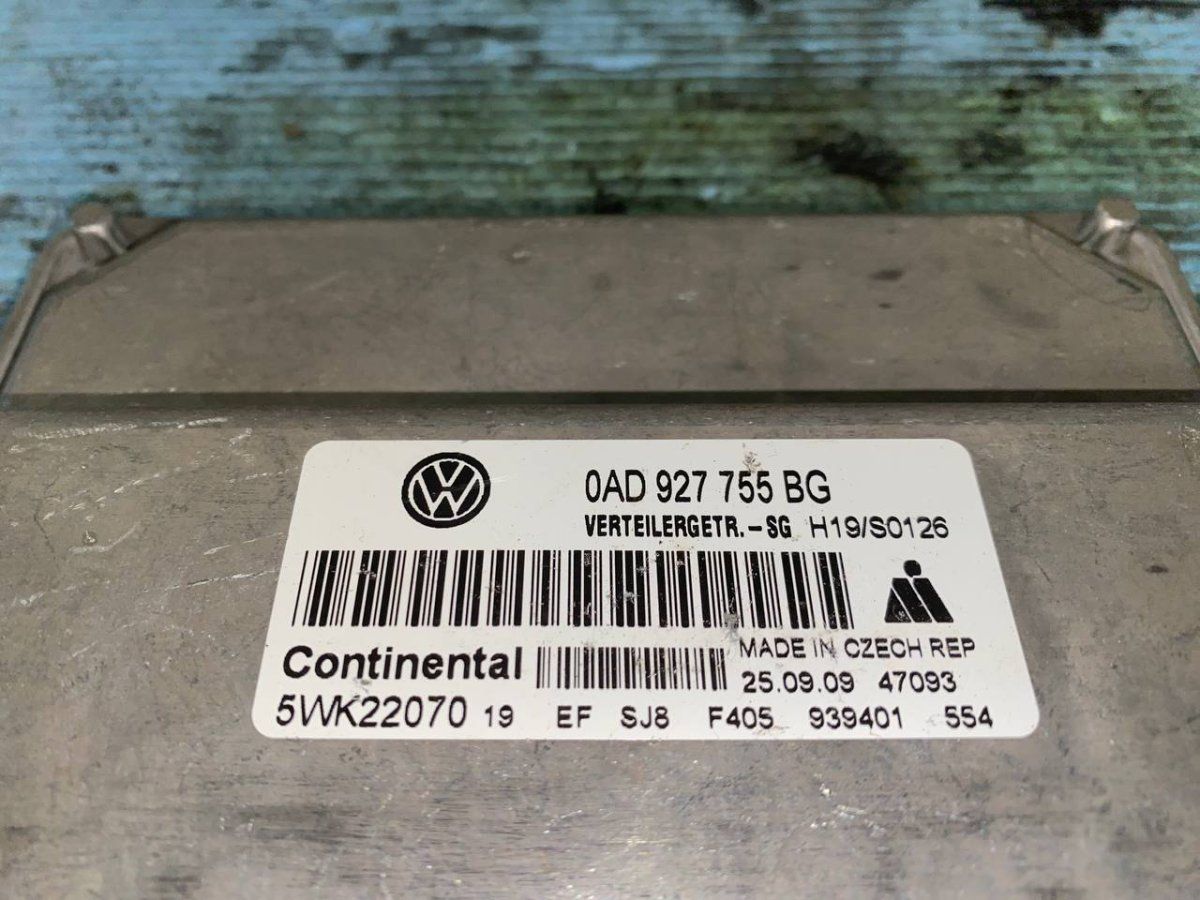 0AD 927 755 BG
VERTEILERGETR.-SG H19/S0126
MADE IN CZECH REP
Continental
25.09.09 47093
5WK22070 19 EF SJ8 F405 939401 554